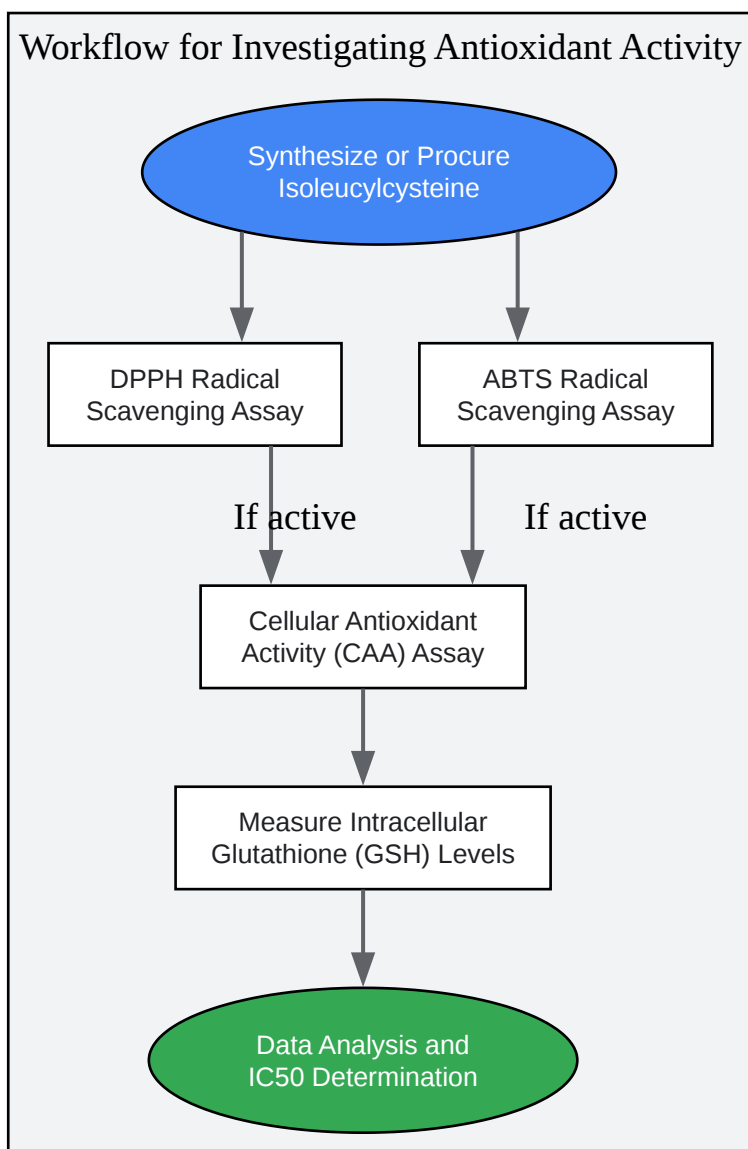 Workflow for Investigating Antioxidant Activity
Synthesize or Procure
Isoleucylcysteine
DPPH Radical
Scavenging Assay
ABTS Radical
Scavenging Assay
If active
If active
Cellular Antioxidant
Activity (CAA) Assay
Measure Intracellular
Glutathione (GSH) Levels
Data Analysis and
IC50 Determination